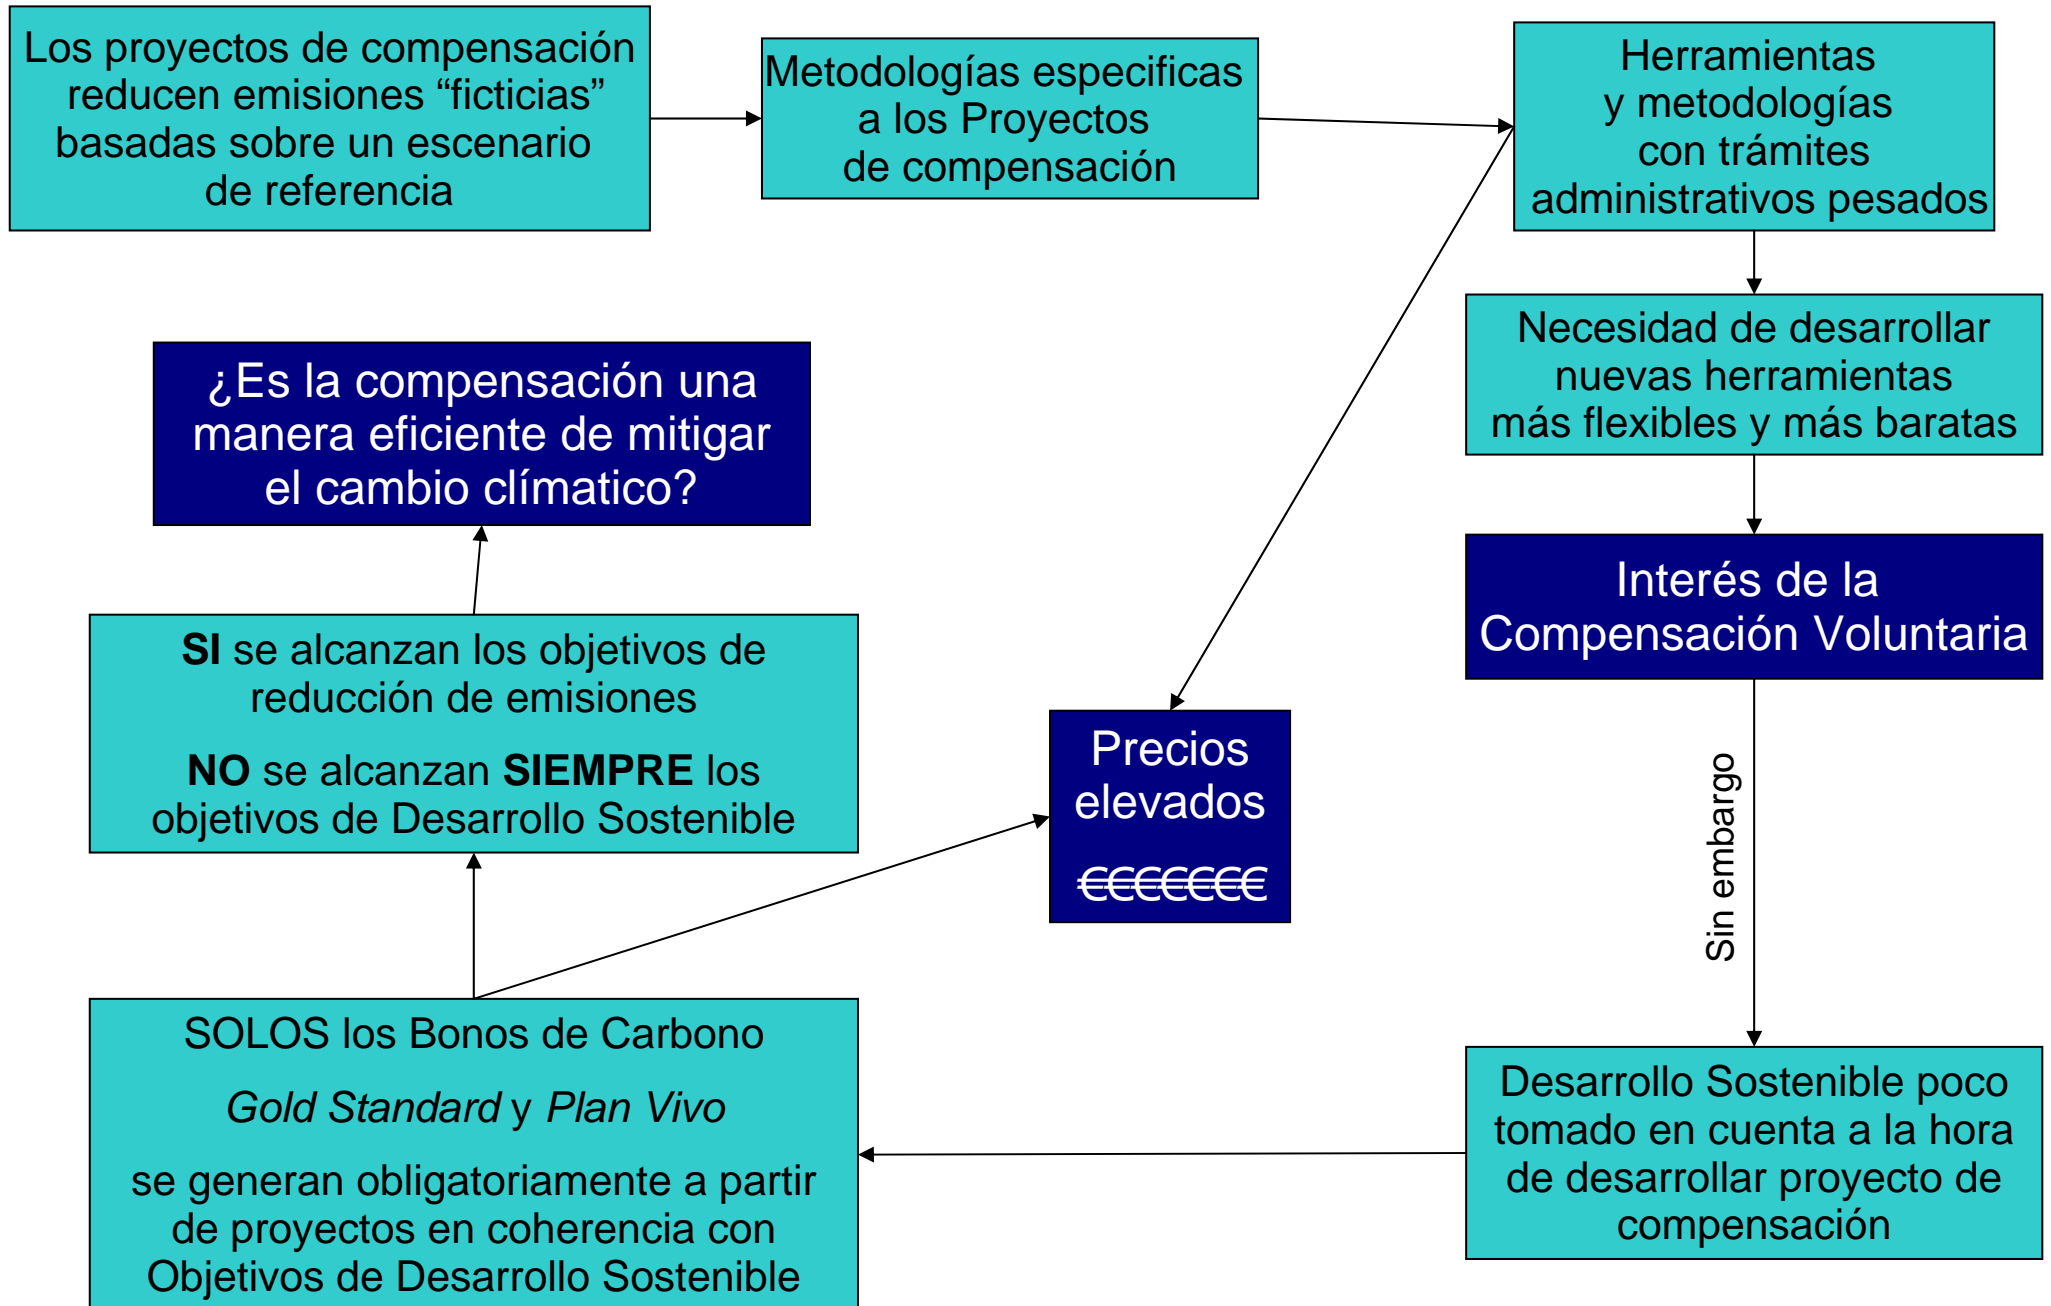 Los proyectos de compensación
reducen emisiones “ficticias”
basadas sobre un escenario
de referencia
Metodologías especificas
a los Proyectos
de compensación
Herramientas
y metodologías
con trámites
administrativos pesados
Necesidad de desarrollar
nuevas herramientas
más flexibles y más baratas
Interés de la
Compensación Voluntaria
Sin embargo
Desarrollo Sostenible poco
tomado en cuenta a la hora
de desarrollar proyecto de
compensación
SOLOS los Bonos de Carbono
Gold Standard y Plan Vivo
se generan obligatoriamente a partir
de proyectos en coherencia con
Objetivos de Desarrollo Sostenible
Precios
elevados
€€€€€€€
SI se alcanzan los objetivos de
reducción de emisiones
NO se alcanzan SIEMPRE los
objetivos de Desarrollo Sostenible
¿Es la compensación una
manera eficiente de mitigar
el cambio clímatico?